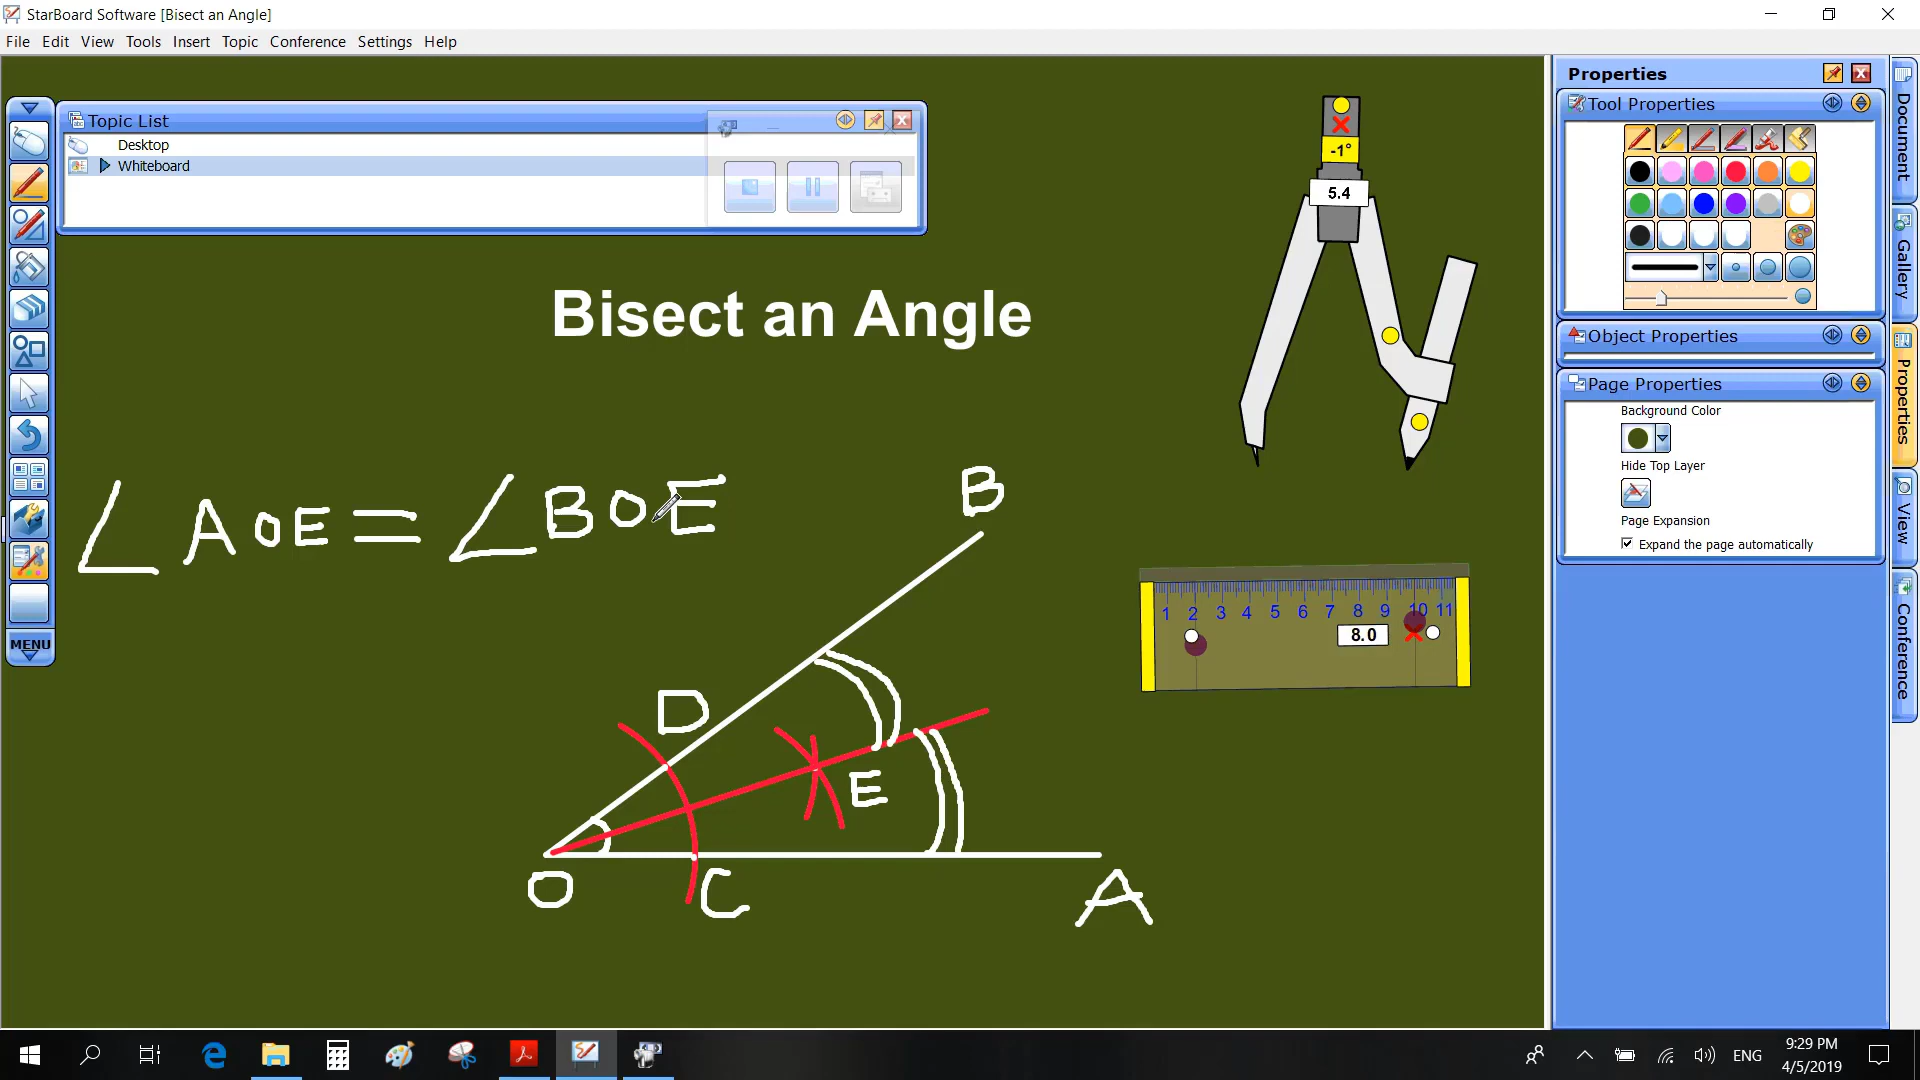 StarBoard Software [Bisect an Angle]
File Edit View Tools Insert Topic Conference Settings Help
Topic List
Desktop
Whiteboard
MENU
-1°
5.4
Bisect an Angle
∠AOE = ∠BOE
B
D
E
O
C
A
1 2 3 4 5 6 7 8 9 10 11
8.0
Properties
Tool Properties
Object Properties
Page Properties
Background Color
Hide Top Layer
Page Expansion
Expand the page automatically
Document
Gallery
Properties
View
Conference
ENG
9:29 PM
4/5/2019